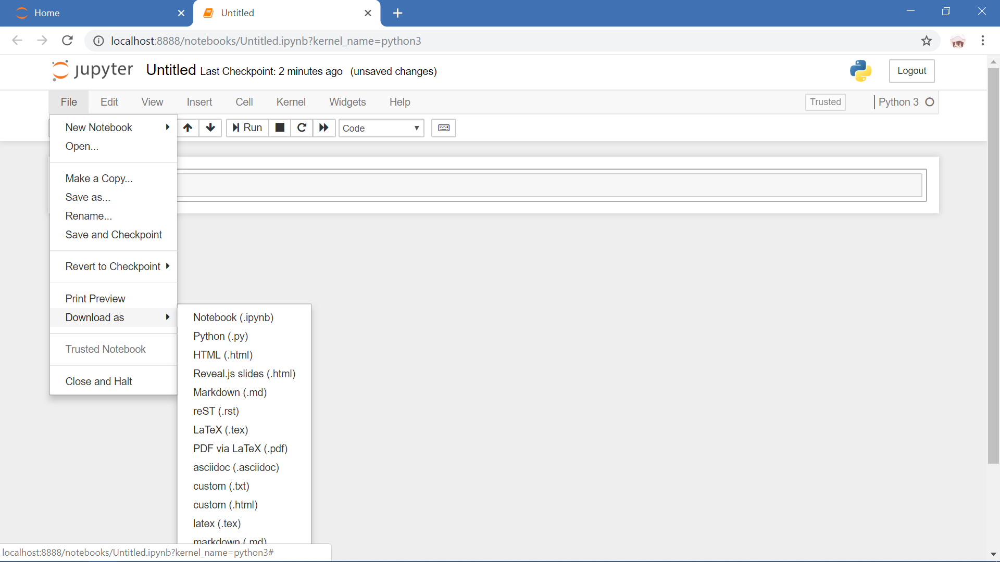 Home
Untitled
localhost:8888/notebooks/Untitled.ipynb?kernel_name=python3
jupyter Untitled Last Checkpoint: 2 minutes ago (unsaved changes)
Logout
File Edit View Insert Cell Kernel Widgets Help
Trusted
Python 3
New Notebook
Run
Code
Open...
Make a Copy...
Save as...
Rename...
Save and Checkpoint
Revert to Checkpoint
Print Preview
Download as
Trusted Notebook
Close and Halt
Notebook (.ipynb)
Python (.py)
HTML (.html)
Reveal.js slides (.html)
Markdown (.md)
reST (.rst)
LaTeX (.tex)
PDF via LaTeX (.pdf)
asciidoc (.asciidoc)
custom (.txt)
custom (.html)
latex (.tex)
markdown (.md)
localhost:8888/notebooks/Untitled.ipynb?kernel_name=python3#